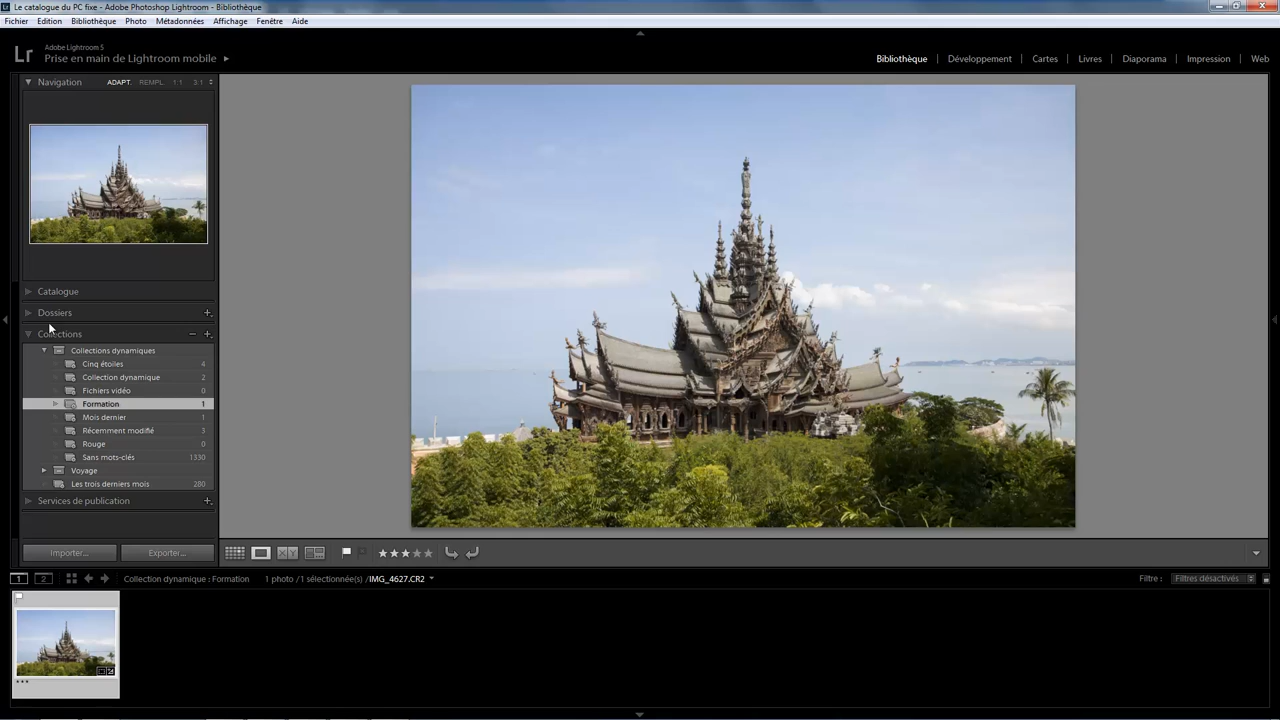 Le catalogue du PC fixe - Adobe Photoshop Lightroom - Bibliothèque
Fichier Edition Bibliothèque Photo Métadonnées Affichage Fenêtre Aide
Lr
Adobe Lightroom 5
Prise en main de Lightroom mobile
Bibliothèque Développement Cartes Livres Diaporama Impression Web
Navigation ADAPT. REMPL. 1:1 3:1
Catalogue
Dossiers
Collections
Collections dynamiques
Cinq étoiles 4
Collection dynamique 2
Fichiers vidéo 0
Formation 1
Mois dernier 1
Récemment modifié 3
Rouge 0
Sans mots-clés 1330
Voyage
Les trois derniers mois 280
Services de publication
Importer... Exporter...
X Y
1 2 Collection dynamique : Formation 1 photo /1 sélectionnée(s) /IMG_4627.CR2 Filtre : Filtres désactivés